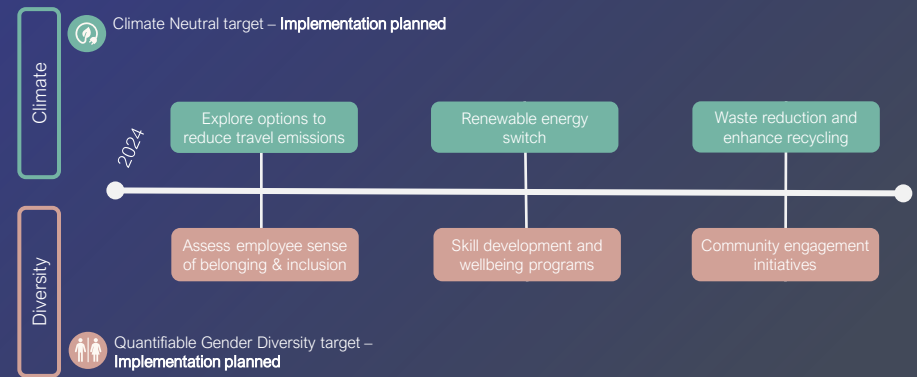 Climate
Climate Neutral target – Implementation planned
2024
Explore options to
reduce travel emissions
Renewable energy
switch
Waste reduction and
enhance recycling
Assess employee sense
of belonging & inclusion
Skill development and
wellbeing programs
Community engagement
initiatives
Diversity
Quantifiable Gender Diversity target –
Implementation planned